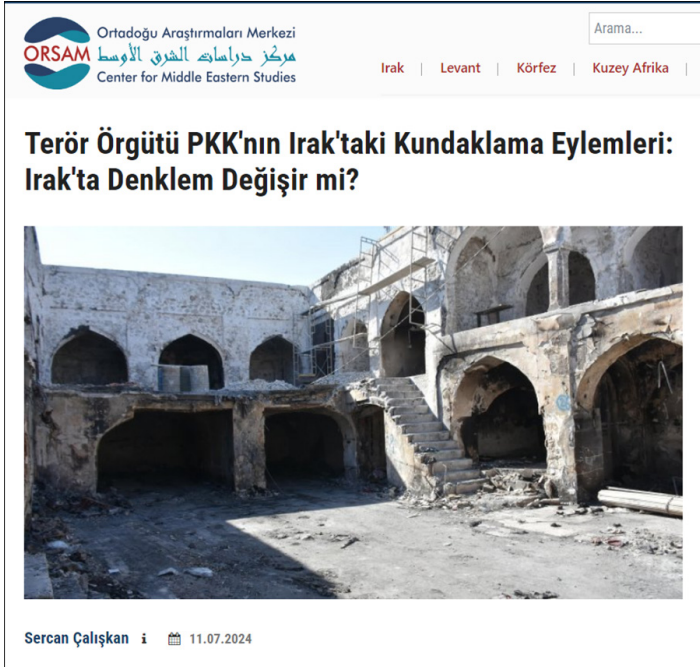 ORSAM
Ortadoğu Araştırmaları Merkezi
مركز دراسات الشرق الأوسط
Center for Middle Eastern Studies
Arama...
Irak | Levant | Körfez | Kuzey Afrika |
Terör Örgütü PKK'nın Irak'taki Kundaklama Eylemleri:
Irak'ta Denklem Değişir mi?
Sercan Çalışkan i 11.07.2024